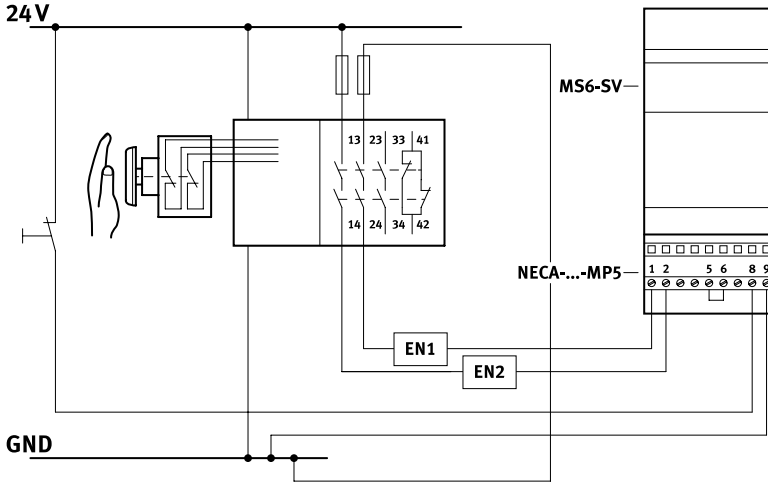 24 V
MS6-SV
13 23 33 41
14 24 34 42
NECA-...-MP5
1 2 5 6 8 9
EN1
EN2
GND